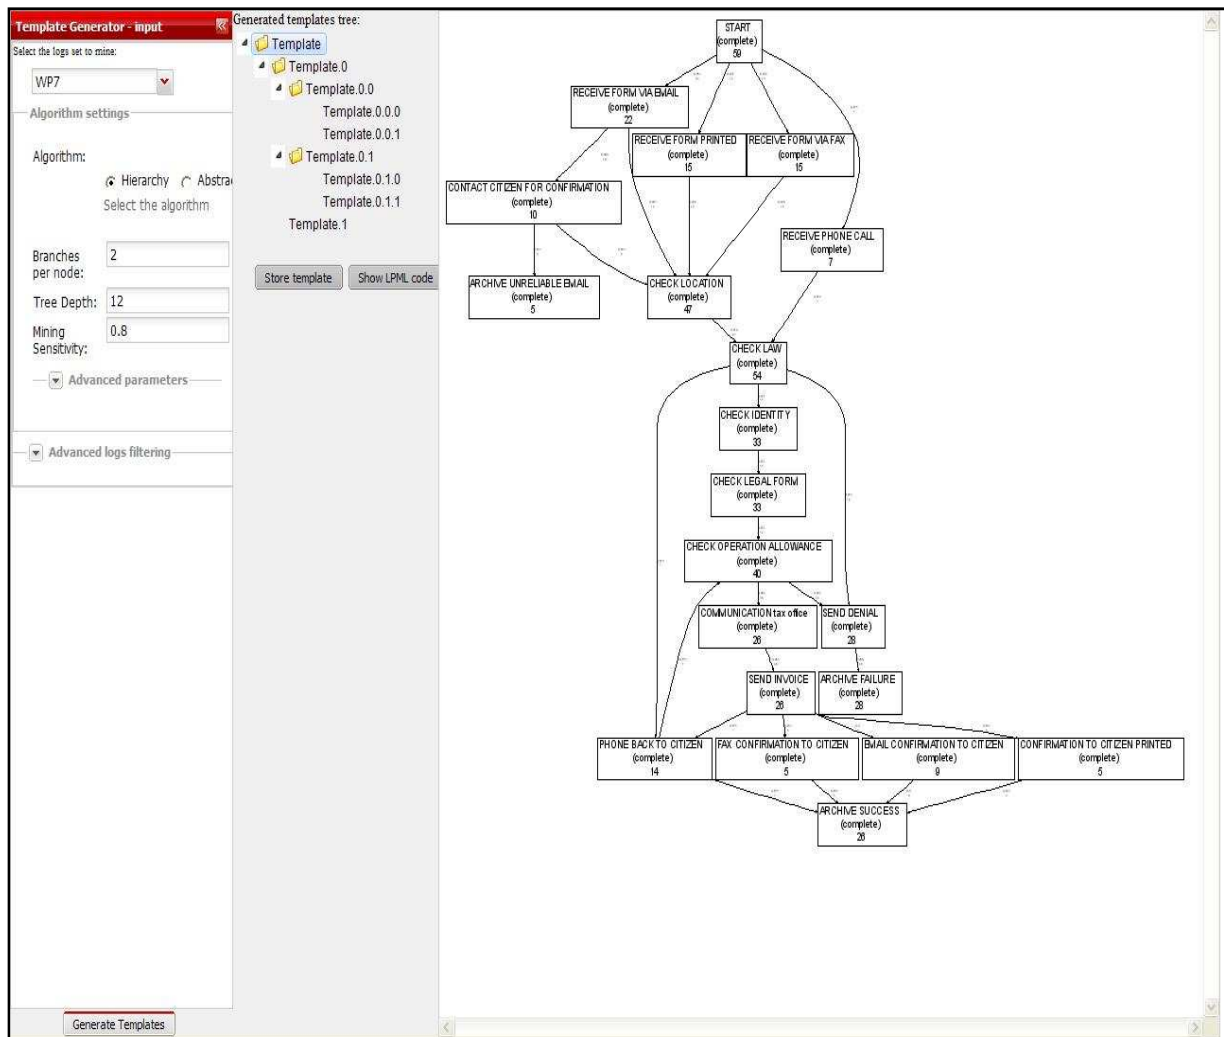 Template Generator - input
Select the logs set to mine:
WP7
Algorithm settings
Algorithm:
Hierarchy
Abstrac
Select the algorithm
Branches
per node:
2
Tree Depth:
12
Mining
Sensitivity:
0.8
Advanced parameters
Advanced logs filtering
Generate Templates
Generated templates tree:
Template
Template.0
Template.0.0
Template.0.0.0
Template.0.0.1
Template.0.1
Template.0.1.0
Template.0.1.1
Template.1
Store template
Show LPML code
START
(complete)
59
RECEIVE FORM VIA EMAIL
(complete)
22
RECEIVE FORM PRINTED
(complete)
15
RECEIVE FORM VIA FAX
(complete)
15
CONTACT CITIZEN FOR CONFIRMATION
(complete)
10
RECEIVE PHONE CALL
(complete)
7
ARCHIVE UNRELIABLE EMAIL
(complete)
5
CHECK LOCATION
(complete)
47
CHECK LAW
(complete)
54
CHECK IDENTITY
(complete)
33
CHECK LEGAL FORM
(complete)
33
CHECK OPERATION ALLOWANCE
(complete)
40
COMMUNICATION tax office
(complete)
26
SEND DENIAL
(complete)
28
SEND INVOICE
(complete)
26
ARCHIVE FAILURE
(complete)
28
PHONE BACK TO CITIZEN
(complete)
14
FAX CONFIRMATION TO CITIZEN
(complete)
5
EMAIL CONFIRMATION TO CITIZEN
(complete)
9
CONFIRMATION TO CITIZEN PRINTED
(complete)
5
ARCHIVE SUCCESS
(complete)
26